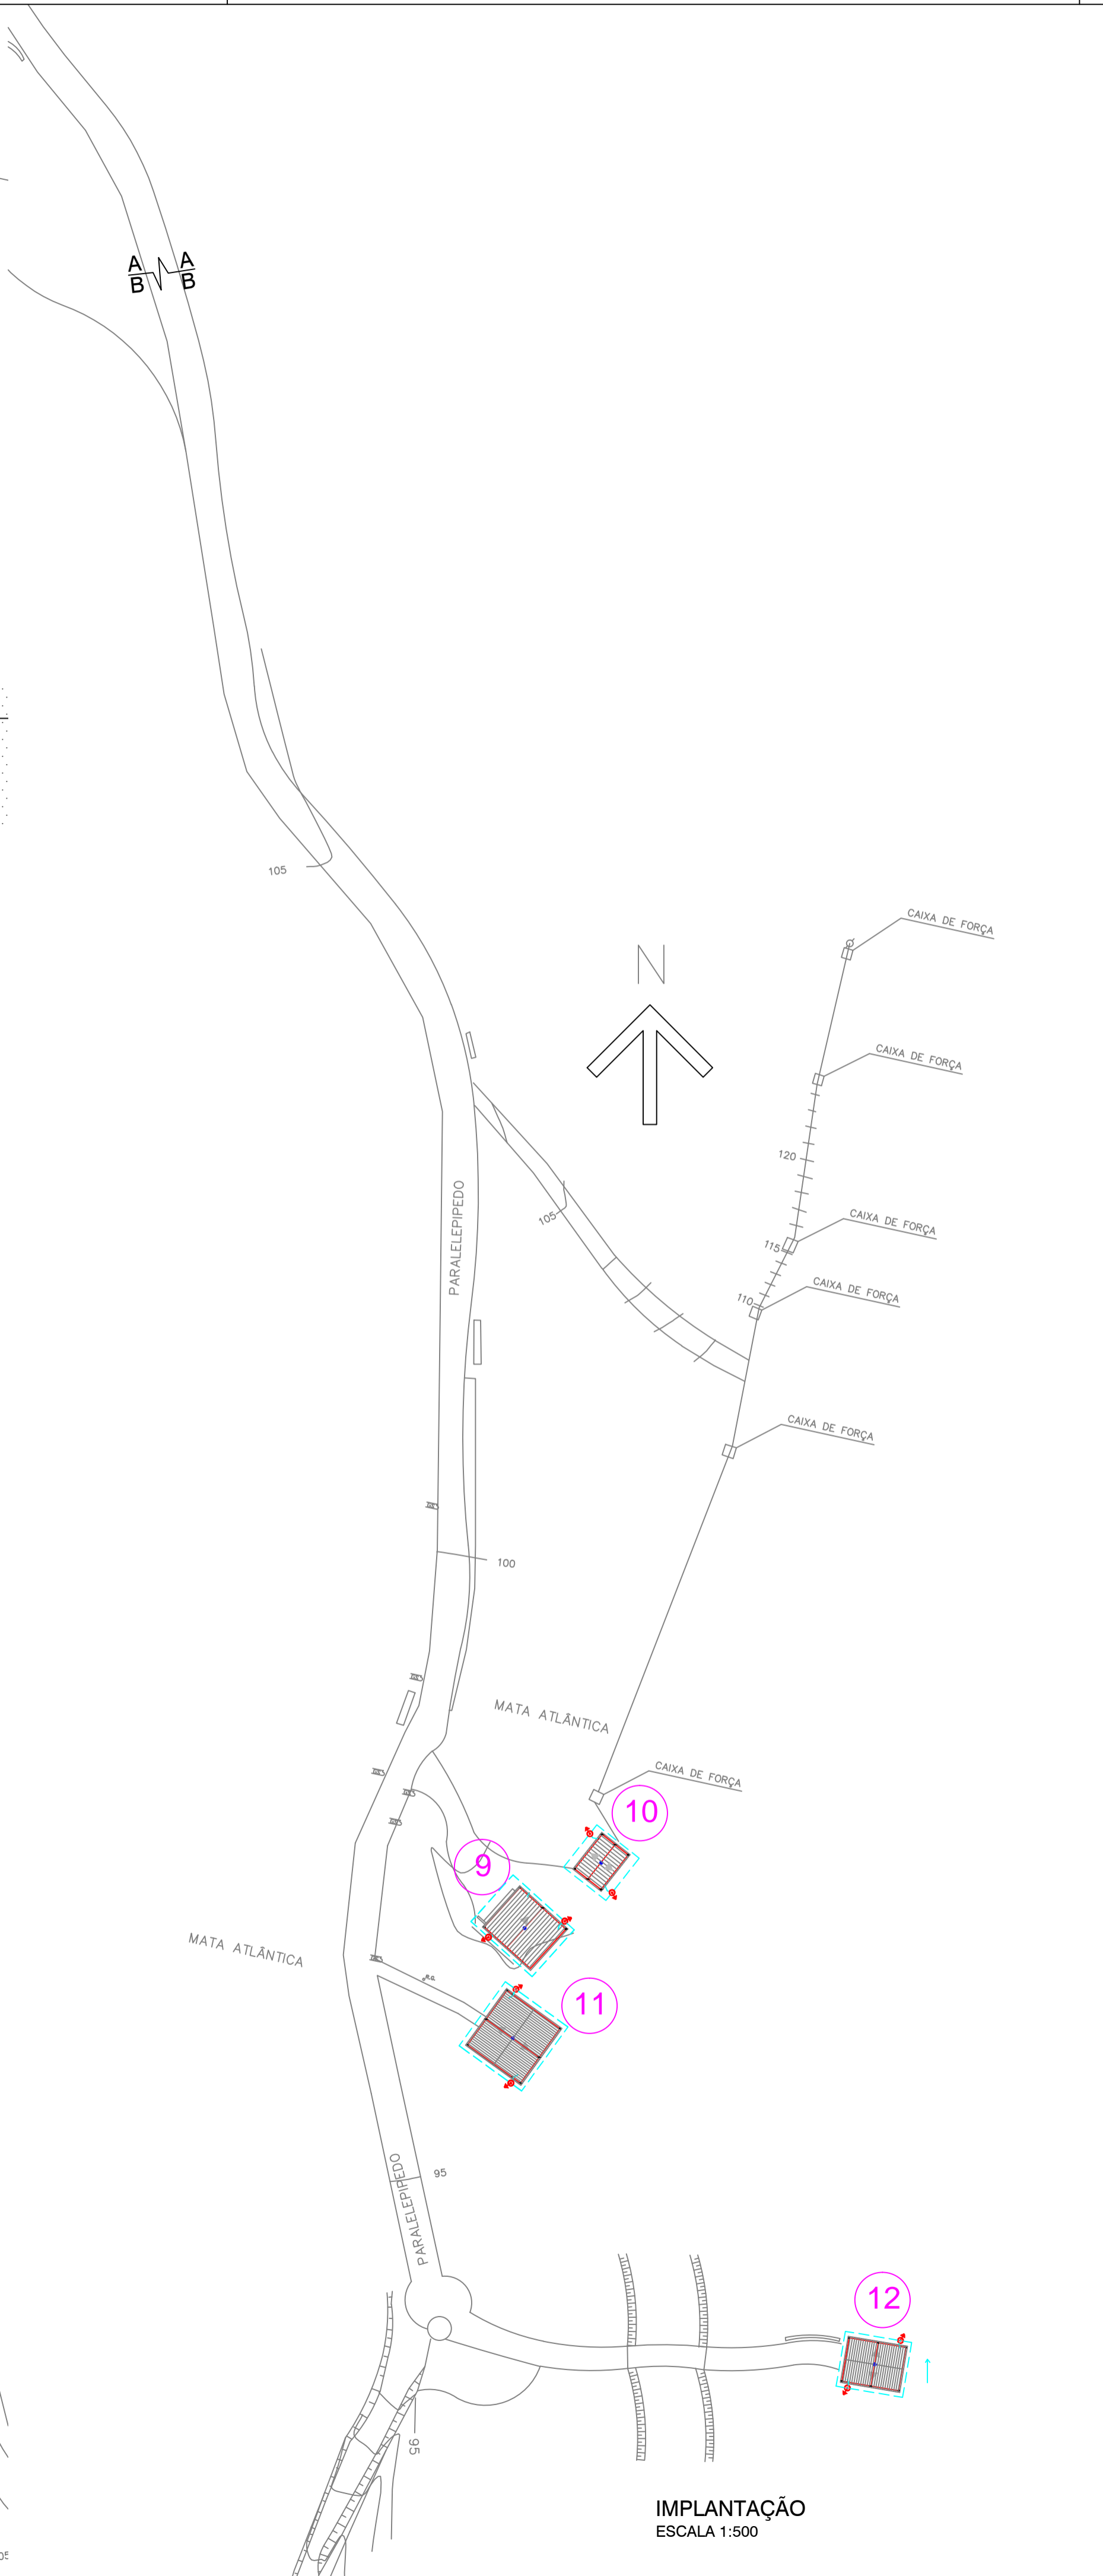 A
B
A
B
105
CAIXA DE FORÇA
N
CAIXA DE FORÇA
120
PARALELEPIPEDO
105
CAIXA DE FORÇA
115
CAIXA DE FORÇA
110
CAIXA DE FORÇA
100
MATA ATLÂNTICA
CAIXA DE FORÇA
10
9
MATA ATLÂNTICA
11
PARALELEPIPEDO
95
12
95
IMPLANTAÇÃO
ESCALA 1:500